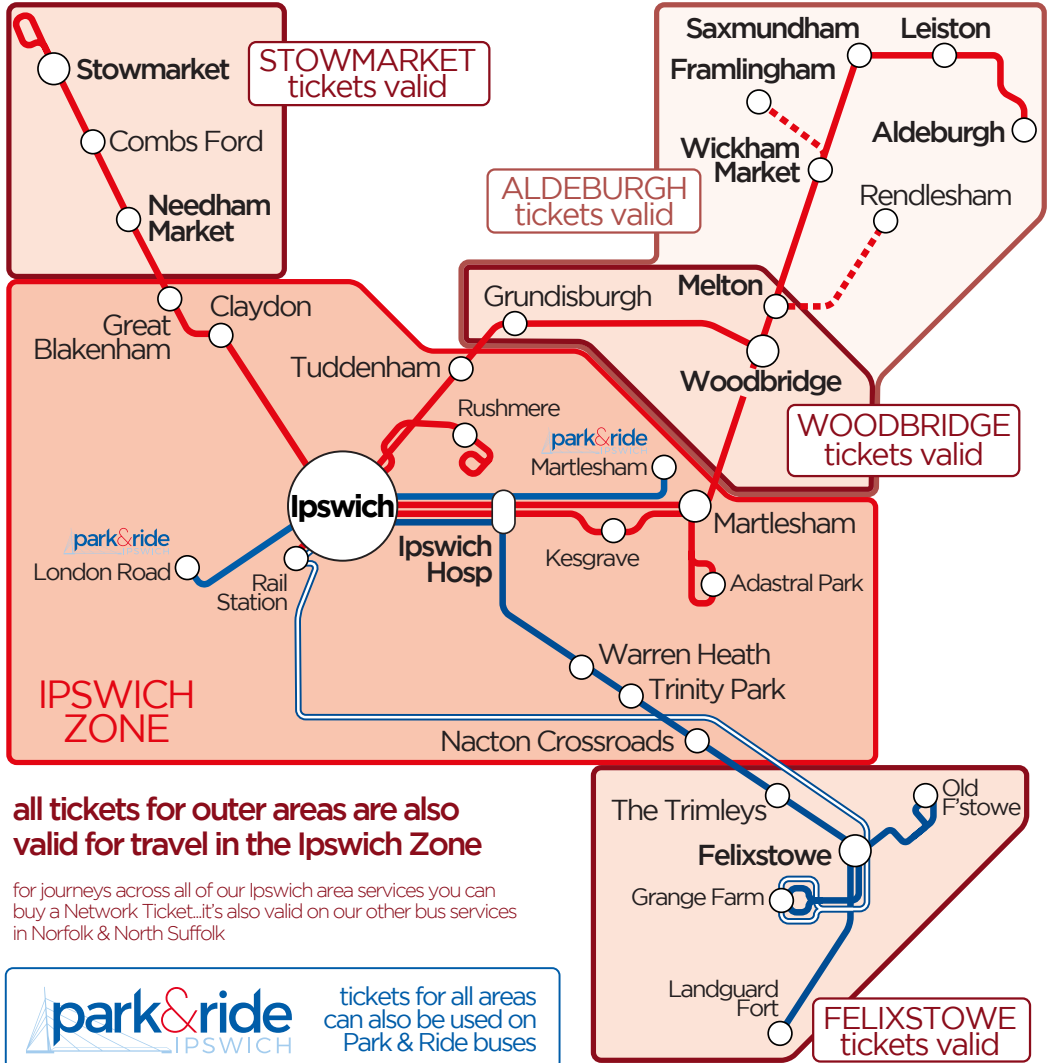 Stowmarket
STOWMARKET
tickets valid
Combs Ford
Needham
Market
Saxmundham
Leiston
Framlingham
Aldeburgh
Wickham
Market
ALDEBURGH
tickets valid
Rendlesham
Melton
Grundisburgh
Woodbridge
WOODBRIDGE
tickets valid
Great
Blakenham
Claydon
Tuddenham
Rushmere
park&ride
IPSWICH
Martlesham
Ipswich
Ipswich
Hosp
Martlesham
Kesgrave
Adastral Park
park&ride
IPSWICH
London Road
Rail
Station
Warren Heath
Trinity Park
Nacton Crossroads
IPSWICH
ZONE
The Trimleys
Old
F'stowe
Felixstowe
Grange Farm
Landguard
Fort
FELIXSTOWE
tickets valid
all tickets for outer areas are also
valid for travel in the Ipswich Zone
for journeys across all of our Ipswich area services you can
buy a Network Ticket...it's also valid on our other bus services
in Norfolk & North Suffolk
park&ride
IPSWICH
tickets for all areas
can also be used on
Park & Ride buses